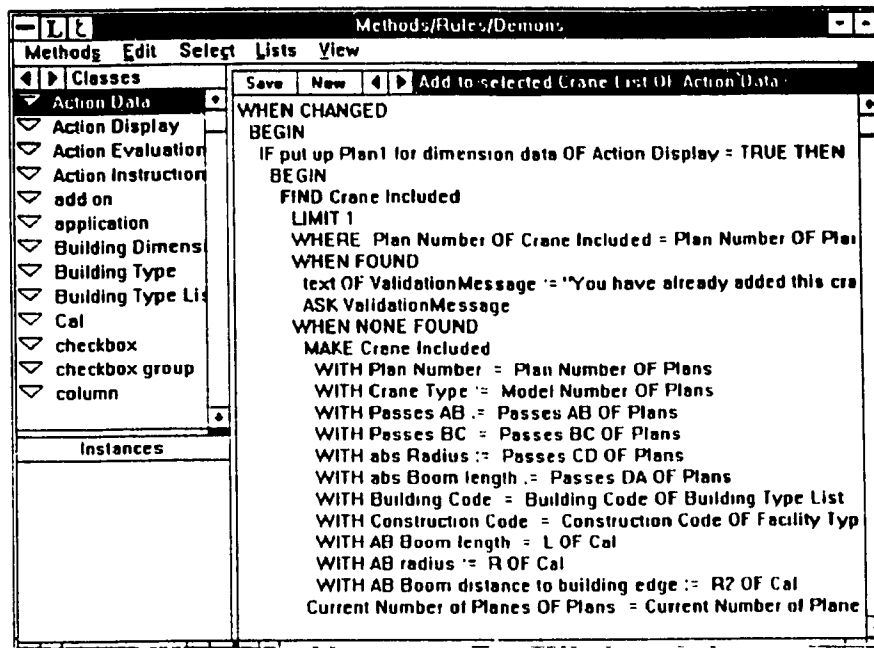 Methods/Rules/Demons
Methods Edit Select Lists View
Classes
Action Data
Action Display
Action Evaluation
Action Instruction
add on
application
Building Dimensi
Building Type
Building Type Lis
Cal
checkbox
checkbox group
column
Instances
Save New Add to selected Crane List OF Action Data
WHEN CHANGED
BEGIN
IF put up Plan1 for dimension data OF Action Display = TRUE THEN
BEGIN
FIND Crane Included
LIMIT 1
WHERE Plan Number OF Crane Included = Plan Number OF Plan
WHEN FOUND
text OF ValidationMessage := "You have already added this cra
ASK ValidationMessage
WHEN NONE FOUND
MAKE Crane Included
WITH Plan Number = Plan Number OF Plans
WITH Crane Type := Model Number OF Plans
WITH Passes AB := Passes AB OF Plans
WITH Passes BC = Passes BC OF Plans
WITH abs Radius := Passes CD OF Plans
WITH abs Boom length := Passes DA OF Plans
WITH Building Code = Building Code OF Building Type List
WITH Construction Code = Construction Code OF Facility Typ
WITH AB Boom length = L OF Cal
WITH AB radius := R OF Cal
WITH AB Boom distance to building edge := R2 OF Cal
Current Number of Planes OF Plans = Current Number of Plane